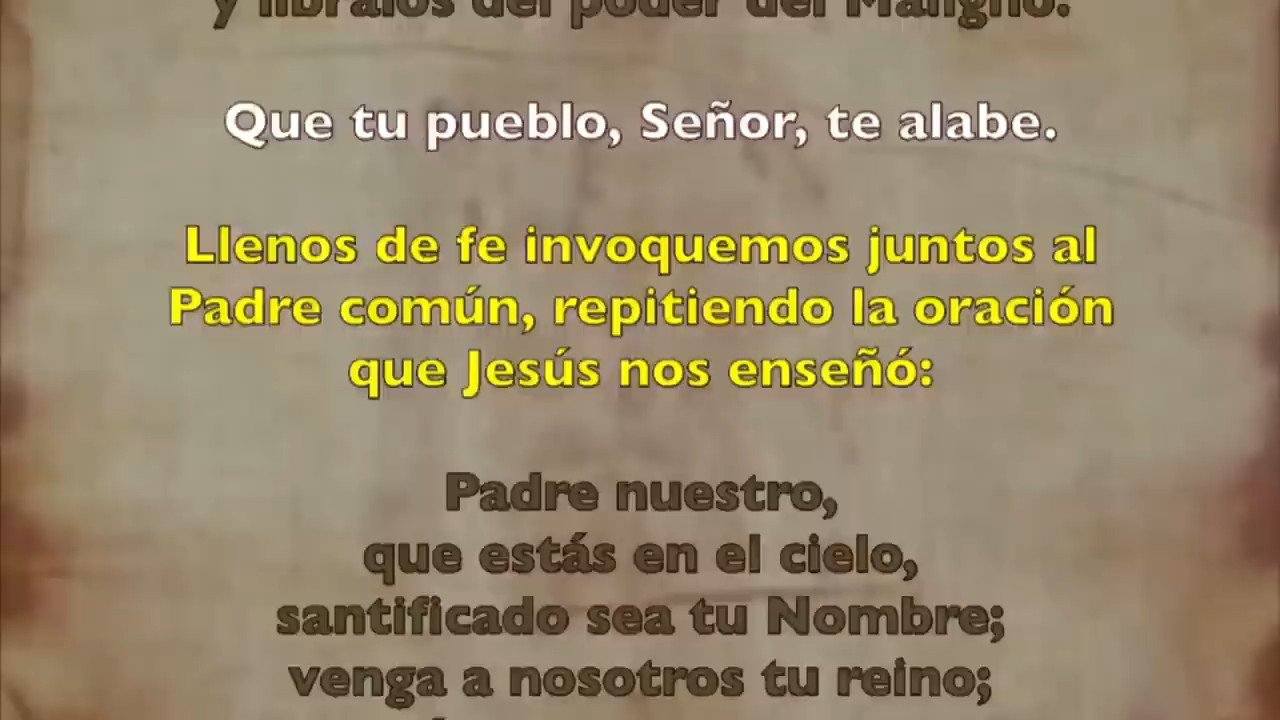 y líbralos del poder del Maligno.
Que tu pueblo, Señor, te alabe.
Llenos de fe invoquemos juntos al
Padre común, repitiendo la oración
que Jesús nos enseñó:
Padre nuestro,
que estás en el cielo,
santificado sea tu Nombre;
venga a nosotros tu reino;